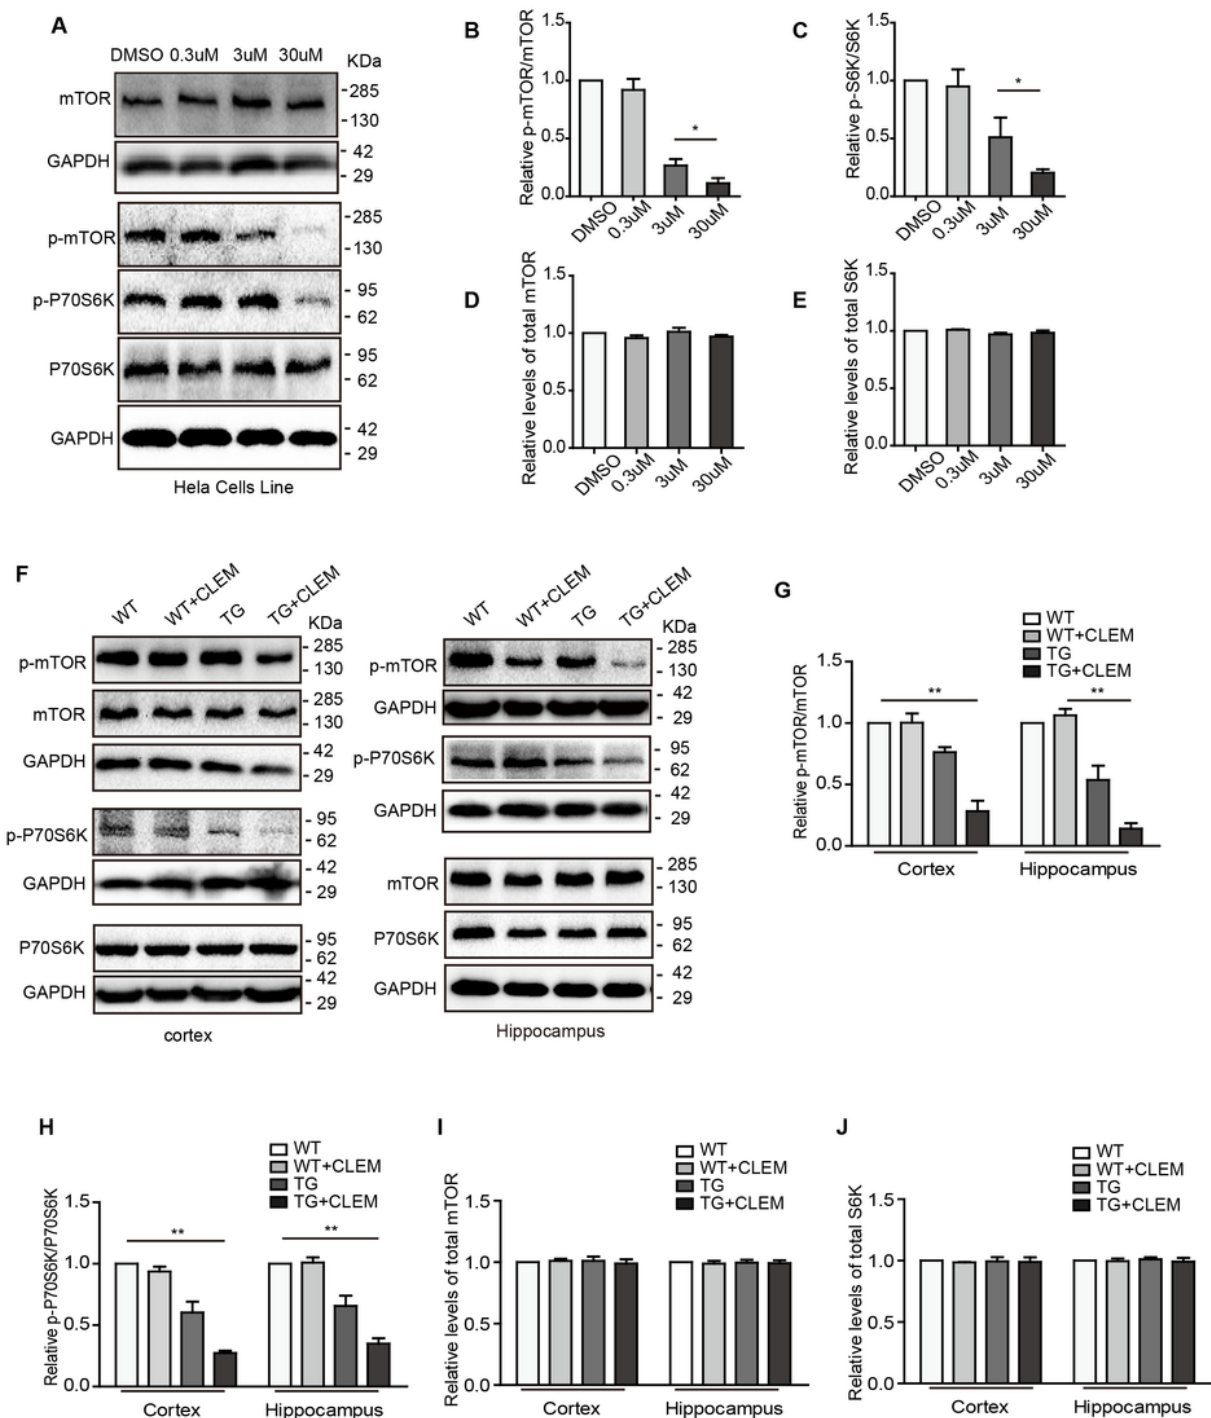 A
DMSO 0.3uM 3uM 30uM KDa
mTOR
- 285
- 130
GAPDH
- 42
- 29
p-mTOR
- 285
- 130
p-P70S6K
- 95
- 62
P70S6K
- 95
- 62
GAPDH
- 42
- 29
Hela Cells Line
B
Relative p-mTOR/mTOR
1.5
1.0
0.5
0.0
*
DMSO 0.3uM 3uM 30uM
C
Relative p-S6K/S6K
1.5
1.0
0.5
0.0
*
DMSO 0.3uM 3uM 30uM
D
Relative levels of total mTOR
1.5
1.0
0.5
0.0
DMSO 0.3uM 3uM 30uM
E
Relative levels of total S6K
1.5
1.0
0.5
0.0
DMSO 0.3uM 3uM 30uM
F
WT WT+CLEM TG TG+CLEM
KDa
p-mTOR
- 285
- 130
mTOR
- 285
- 130
GAPDH
- 42
- 29
p-P70S6K
- 95
- 62
GAPDH
- 42
- 29
P70S6K
- 95
- 62
GAPDH
- 42
- 29
cortex
WT WT+CLEM TG TG+CLEM
KDa
p-mTOR
- 285
- 130
GAPDH
- 42
- 29
p-P70S6K
- 95
- 62
GAPDH
- 42
- 29
mTOR
- 285
- 130
P70S6K
- 95
- 62
GAPDH
- 42
- 29
Hippocampus
G
WT
WT+CLEM
TG
TG+CLEM
Relative p-mTOR/mTOR
1.5
1.0
0.5
0.0
** **
Cortex Hippocampus
H
WT
WT+CLEM
TG
TG+CLEM
Relative p-P70S6K/P70S6K
1.5
1.0
0.5
0.0
** **
Cortex Hippocampus
I
WT
WT+CLEM
TG
TG+CLEM
Relative levels of total mTOR
1.5
1.0
0.5
0.0
Cortex Hippocampus
J
WT
WT+CLEM
TG
TG+CLEM
Relative levels of total S6K
1.5
1.0
0.5
0.0
Cortex Hippocampus